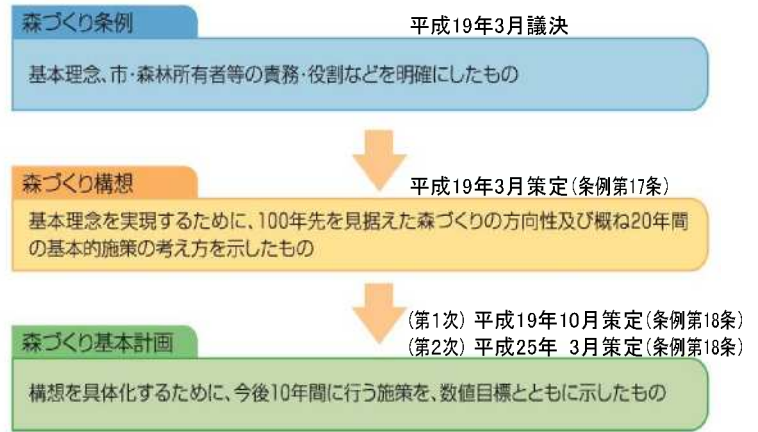 森づくり条例
平成19年3月議決
基本理念、市・森林所有者等の責務・役割などを明確にしたもの
森づくり構想
平成19年3月策定(条例第17条)
基本理念を実現するために、100年先を見据えた森づくりの方向性及び概ね20年間
の基本的施策の考え方を示したもの
(第1次) 平成19年10月策定(条例第18条)
森づくり基本計画
(第2次) 平成25年 3月策定(条例第18条)
構想を具体化するために、今後10年間に行う施策を、数値目標とともに示したもの